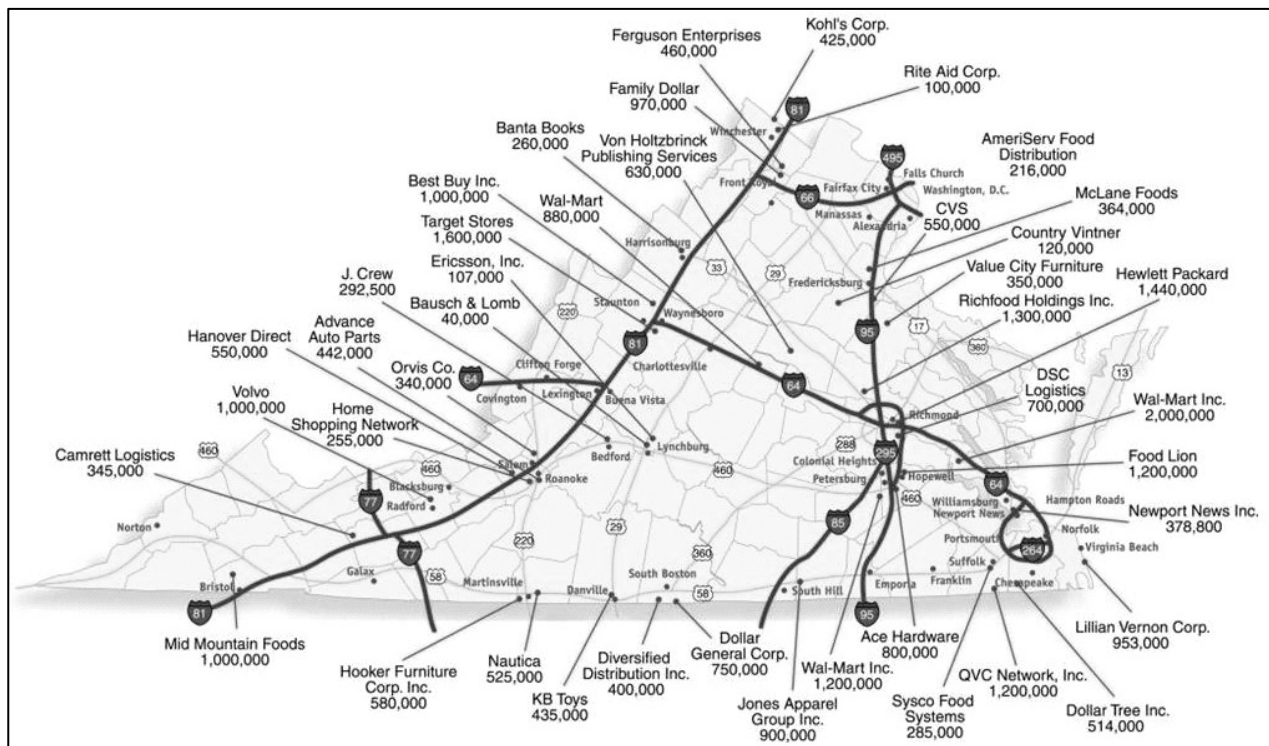 Kohl's Corp.
425,000
Ferguson Enterprises
460,000
Rite Aid Corp.
100,000
Family Dollar
970,000
Banta Books
260,000
Von Holtzbrinck
Publishing Services
630,000
AmeriServ Food
Distribution
216,000
Best Buy Inc.
1,000,000
Wal-Mart
880,000
McLane Foods
364,000
CVS
550,000
Target Stores
1,600,000
Country Vintner
120,000
Ericsson, Inc.
107,000
Value City Furniture
350,000
Hewlett Packard
1,440,000
J. Crew
292,500
Bausch & Lomb
40,000
Richfood Holdings Inc.
1,300,000
Hanover Direct
550,000
Advance
Auto Parts
442,000
Orvis Co.
340,000
DSC
Logistics
700,000
Volvo
1,000,000
Home
Shopping Network
255,000
Wal-Mart Inc.
2,000,000
Camrett Logistics
345,000
Food Lion
1,200,000
Newport News Inc.
378,800
Mid Mountain Foods
1,000,000
Hooker Furniture
Corp. Inc.
580,000
Nautica
525,000
KB Toys
435,000
Diversified
Distribution Inc.
400,000
Dollar
General Corp.
750,000
Jones Apparel
Group Inc.
900,000
Wal-Mart Inc.
1,200,000
Ace Hardware
800,000
Sysco Food
Systems
285,000
QVC Network, Inc.
1,200,000
Dollar Tree Inc.
514,000
Lillian Vernon Corp.
953,000
81
Winchester
495
Falls Church
Front Royal
66
Fairfax City
Washington, D.C.
Manassas
Alexandria
Harrisonburg
33
29
Fredericksburg
Staunton
Waynesboro
220
81
95
17
360
Charlottesville
Clifton Forge
64
Covington
Lexington
Buena Vista
64
13
Richmond
Lynchburg
Bedford
288
295
Colonial Heights
460
460
Salem
Roanoke
460
Petersburg
Hopewell
460
64
Blacksburg
Radford
77
Williamsburg
Hampton Roads
Newport News
Norton
29
85
Portsmouth
Norfolk
220
77
360
264
Virginia Beach
Suffolk
Galax
58
Martinsville
Danville
South Boston
58
South Hill
Emporia
Franklin
Chesapeake
Bristol
81
95